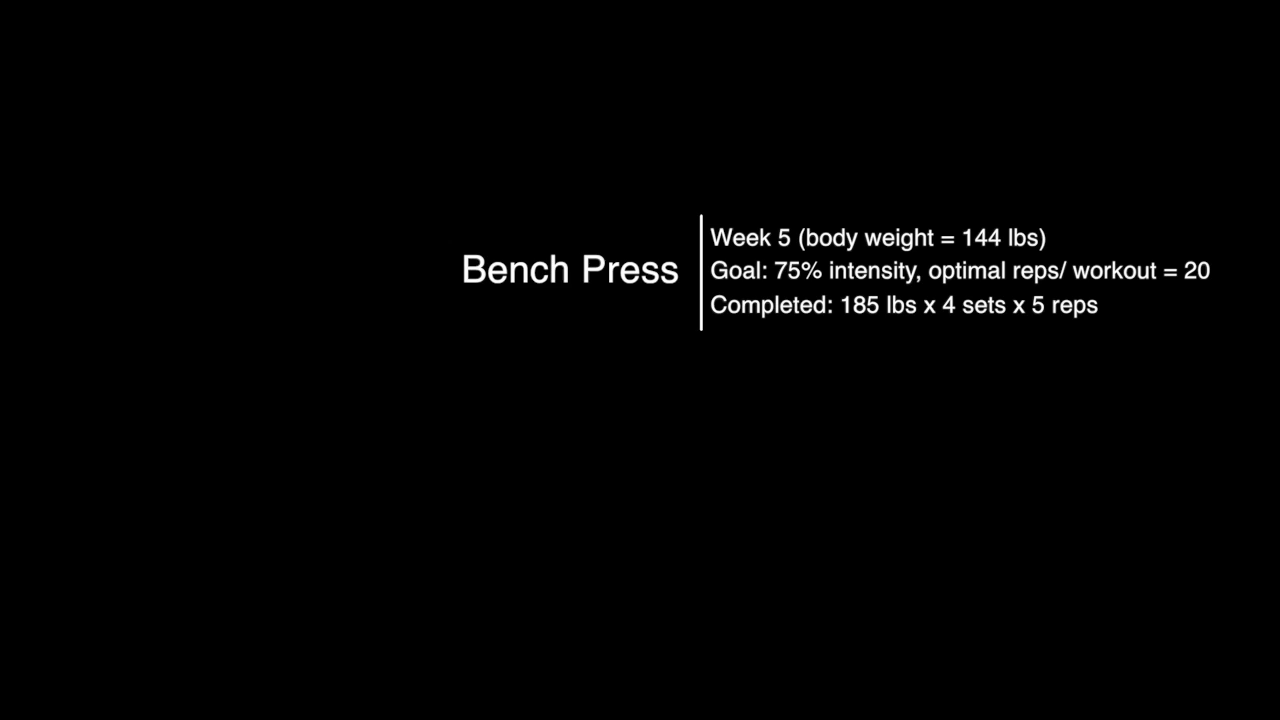 Bench Press
Week 5 (body weight = 144 lbs)
Goal: 75% intensity, optimal reps/ workout = 20
Completed: 185 lbs x 4 sets x 5 reps